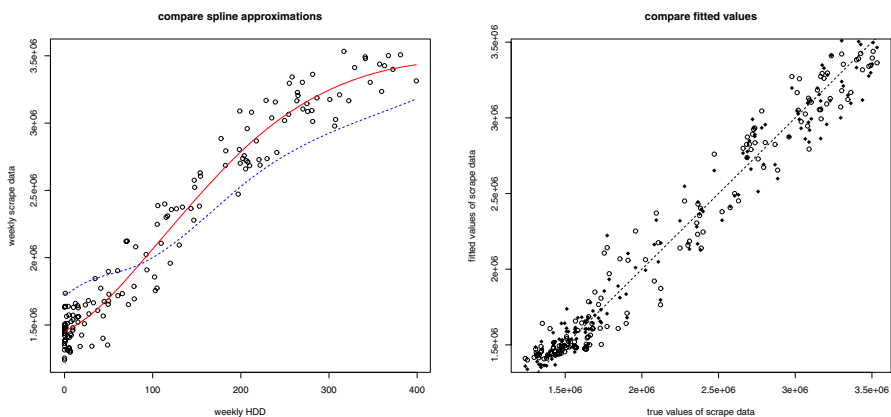 compare spline approximations
3.5e+06
3e+06
2.5e+06
2e+06
1.5e+06
weekly scrape data
0
100
200
300
400
weekly HDD
compare fitted values
3.5e+06
3e+06
2.5e+06
2e+06
1.5e+06
fitted values of scrape data
1.5e+06
2e+06
2.5e+06
3e+06
3.5e+06
true values of scrape data